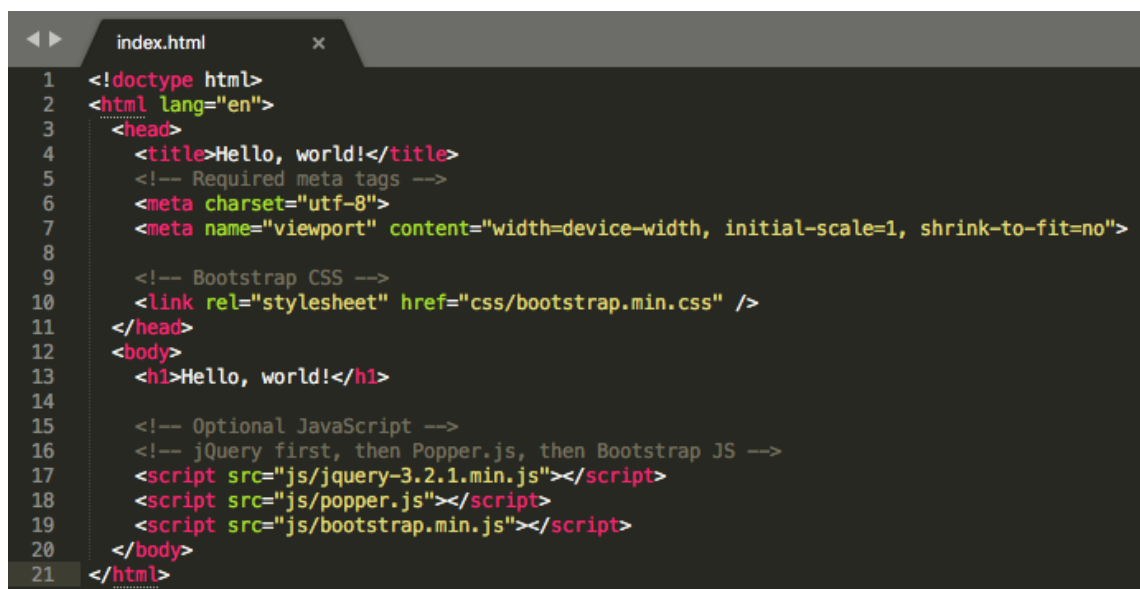 index.html ×
1 <!doctype html>
2 <html lang="en">
3 <head>
4 <title>Hello, world!</title>
5 <!-- Required meta tags -->
6 <meta charset="utf-8">
7 <meta name="viewport" content="width=device-width, initial-scale=1, shrink-to-fit=no">
8
9 <!-- Bootstrap CSS -->
10 <link rel="stylesheet" href="css/bootstrap.min.css" />
11 </head>
12 <body>
13 <h1>Hello, world!</h1>
14
15 <!-- Optional JavaScript -->
16 <!-- jQuery first, then Popper.js, then Bootstrap JS -->
17 <script src="js/jquery-3.2.1.min.js"></script>
18 <script src="js/popper.js"></script>
19 <script src="js/bootstrap.min.js"></script>
20 </body>
21 </html>